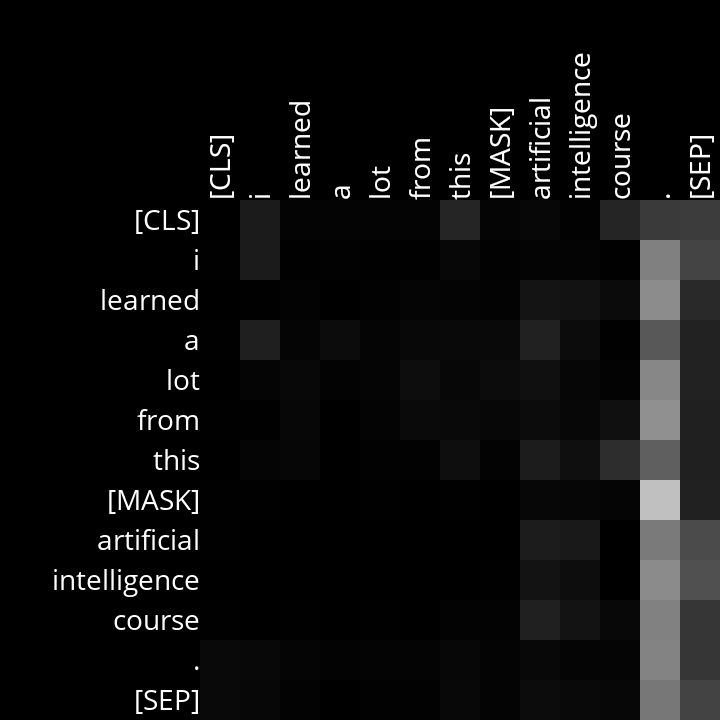 [CLS] i learned a lot from this [MASK] artificial intelligence course . [SEP]
[CLS]
i
learned
a
lot
from
this
[MASK]
artificial
intelligence
course
.
[SEP]